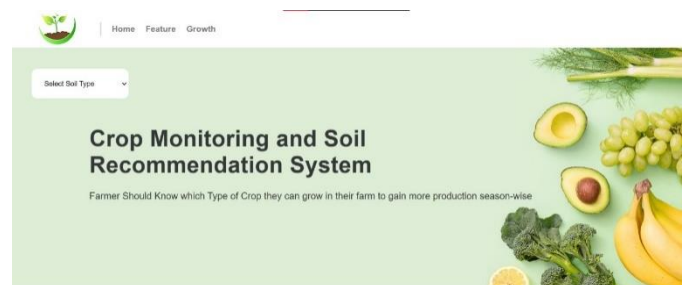 Home Feature Growth
Select Soil Type
Crop Monitoring and Soil
Recommendation System
Farmer Should Know which Type of Crop they can grow in their farm to gain more production season-wise